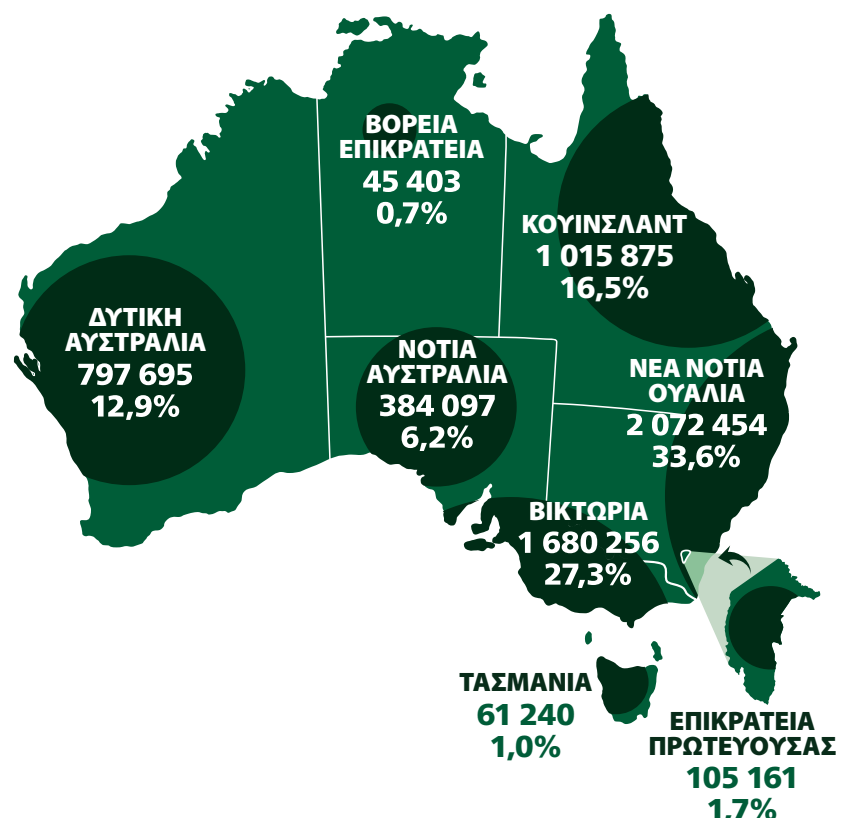 ΒΟΡΕΙΑ
ΕΠΙΚΡΑΤΕΙΑ
45 403
0,7%
ΚΟΥΙΝΣΛΑΝΤ
1 015 875
16,5%
ΔΥΤΙΚΗ
ΑΥΣΤΡΑΛΙΑ
797 695
12,9%
ΝΟΤΙΑ
ΑΥΣΤΡΑΛΙΑ
384 097
6,2%
ΝΕΑ ΝΟΤΙΑ
ΟΥΑΛΙΑ
2 072 454
33,6%
ΒΙΚΤΩΡΙΑ
1 680 256
27,3%
ΤΑΣΜΑΝΙΑ
61 240
1,0%
ΕΠΙΚΡΑΤΕΙΑ
ΠΡΩΤΕΥΟΥΣΑΣ
105 161
1,7%